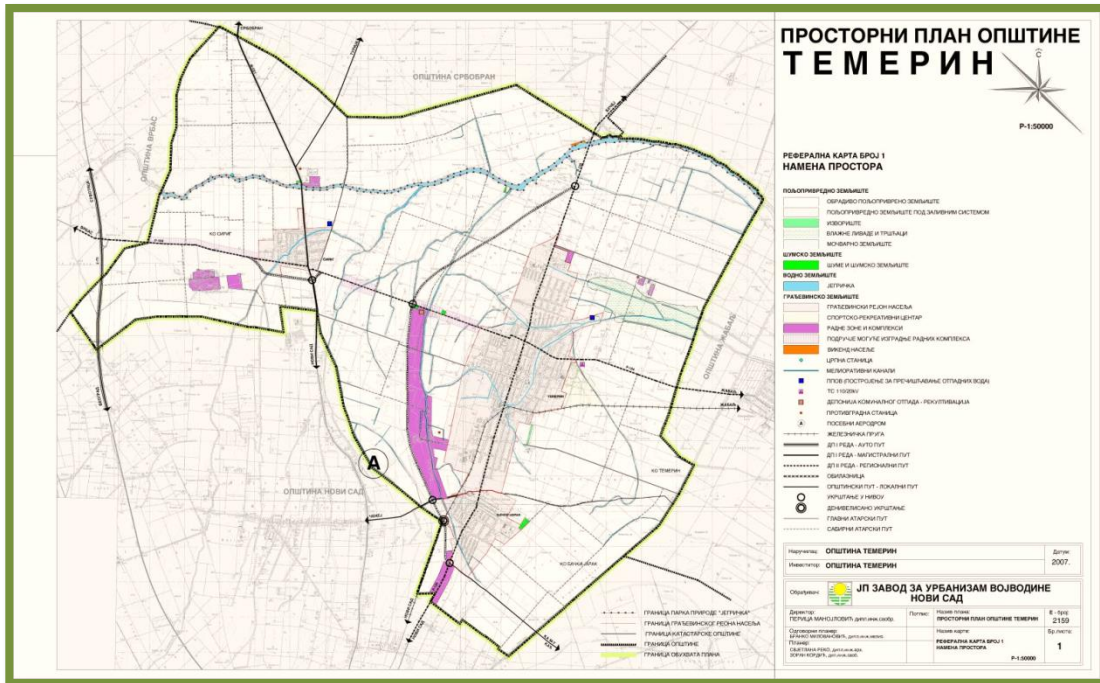 ПРОСТОРНИ ПЛАН ОПШТИНЕ
ТЕМЕРИН
Р-1:50000
РЕФЕРАЛНА КАРТА БРОЈ 1
НАМЕНА ПРОСТОРА
ПОЉОПРИВРЕДНО ЗЕМЉИШТЕ
ОБРАДИВО ПОЉОПРИВРЕНО ЗЕМЉИШТЕ
ПОЉОПРИВРЕДНО ЗЕМЉИШТЕ ПОД ЗАЛИВНИМ СИСТЕМОМ
ИЗВОРИШТЕ
ВЛАЖНЕ ЛИВАДЕ И ТРШЋАЦИ
МОЧВАРНО ЗЕМЉИШТЕ
ШУМСКО ЗЕМЉИШТЕ
ШУМЕ И ШУМСКО ЗЕМЉИШТЕ
ВОДНО ЗЕМЉИШТЕ
ЈЕГРИЧКА
ГРАЂЕВИНСКО ЗЕМЉИШТЕ
ГРАЂЕВИНСКИ РЕЈОН НАСЕЉА
СПОРТСКО-РЕКРЕАТИВНИ ЦЕНТАР
РАДНЕ ЗОНЕ И КОМПЛЕКСИ
ПОДРУЧЈЕ МОГУЋЕ ИЗГРАДЊЕ РАДНИХ КОМПЛЕКСА
ВИКЕНД НАСЕЉЕ
ЦРПНА СТАНИЦА
МЕЛИОРАТИВНИ КАНАЛИ
ППОВ (ПОСТРОЈЕЊЕ ЗА ПРЕЧИШЋАВАЊЕ ОТПАДНИХ ВОДА)
ТС 110/20kV
ДЕПОНИЈА КОМУНАЛНОГ ОТПАДА - РЕКУЛТИВАЦИЈА
ПРОТИВГРАДНА СТАНИЦА
А ПОСЕБНИ АЕРОДРОМ
ЖЕЛЕЗНИЧКА ПРУГА
ДП I РЕДА - АУТО ПУТ
ДП I РЕДА - МАГИСТРАЛНИ ПУТ
ДП II РЕДА - РЕГИОНАЛНИ ПУТ
ОБИЛАЗНИЦА
ОПШТИНСКИ ПУТ - ЛОКАЛНИ ПУТ
УКРШТАЊЕ У НИВОУ
ДЕНИВЕЛИСАНО УКРШТАЊЕ
ГЛАВНИ АТАРСКИ ПУТ
САБИРНИ АТАРСКИ ПУТ
Наручилац: ОПШТИНА ТЕМЕРИН
Датум: 2007.
Инвеститор: ОПШТИНА ТЕМЕРИН
Обрађивач: ЈП ЗАВОД ЗА УРБАНИЗАМ ВОЈВОДИНЕ
НОВИ САД
Директор:
Потпис:
Назив плана:
ПРОСТОРНИ ПЛАН ОПШТИНЕ ТЕМЕРИН
Е - број
2159
Одговорни планер:
Планер:
Назив карте:
РЕФЕРАЛНА КАРТА БРОЈ 1
НАМЕНА ПРОСТОРА
Р-1:50000
Бр.листа:
1
ОПШТИНА СРБОБРАН
ОПШТИНА ВРБАС
КО СИРИГ
ОПШТИНА ЖАБАЉ
А
ОПШТИНА НОВИ САД
КО ТЕМЕРИН
ГРАНИЦА ПАРКА ПРИРОДЕ "ЈЕГРИЧКА"
ГРАНИЦА ГРАЂЕВИНСКОГ РЕОНА НАСЕЉА
ГРАНИЦА КАТАСТАРСКЕ ОПШТИНЕ
ГРАНИЦА ОПШТИНЕ
ГРАНИЦА ОБУХВАТА ПЛАНА